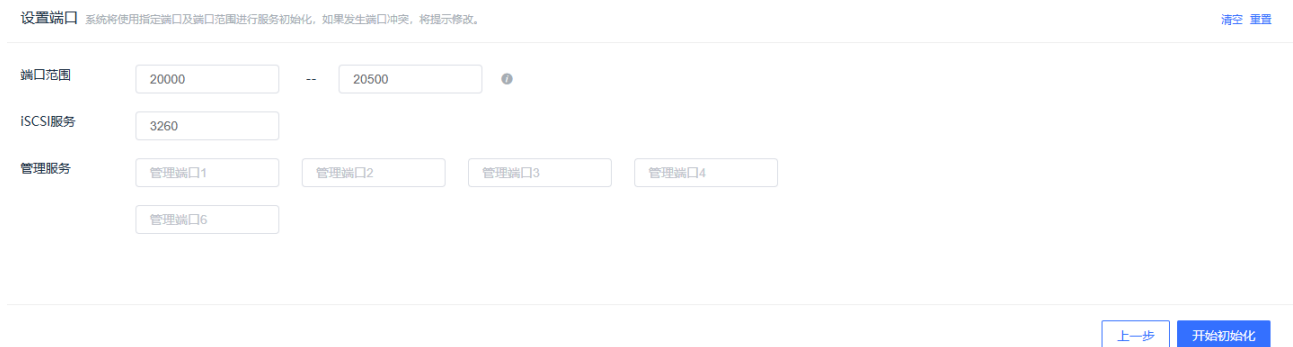 设置端口 系统将使用指定端口及端口范围进行服务初始化，如果发生端口冲突，将提示修改。 清空 重置
端口范围 20000 -- 20500
iSCSI服务 3260
管理服务 管理端口1 管理端口2 管理端口3 管理端口4
管理端口6
上一步 开始初始化